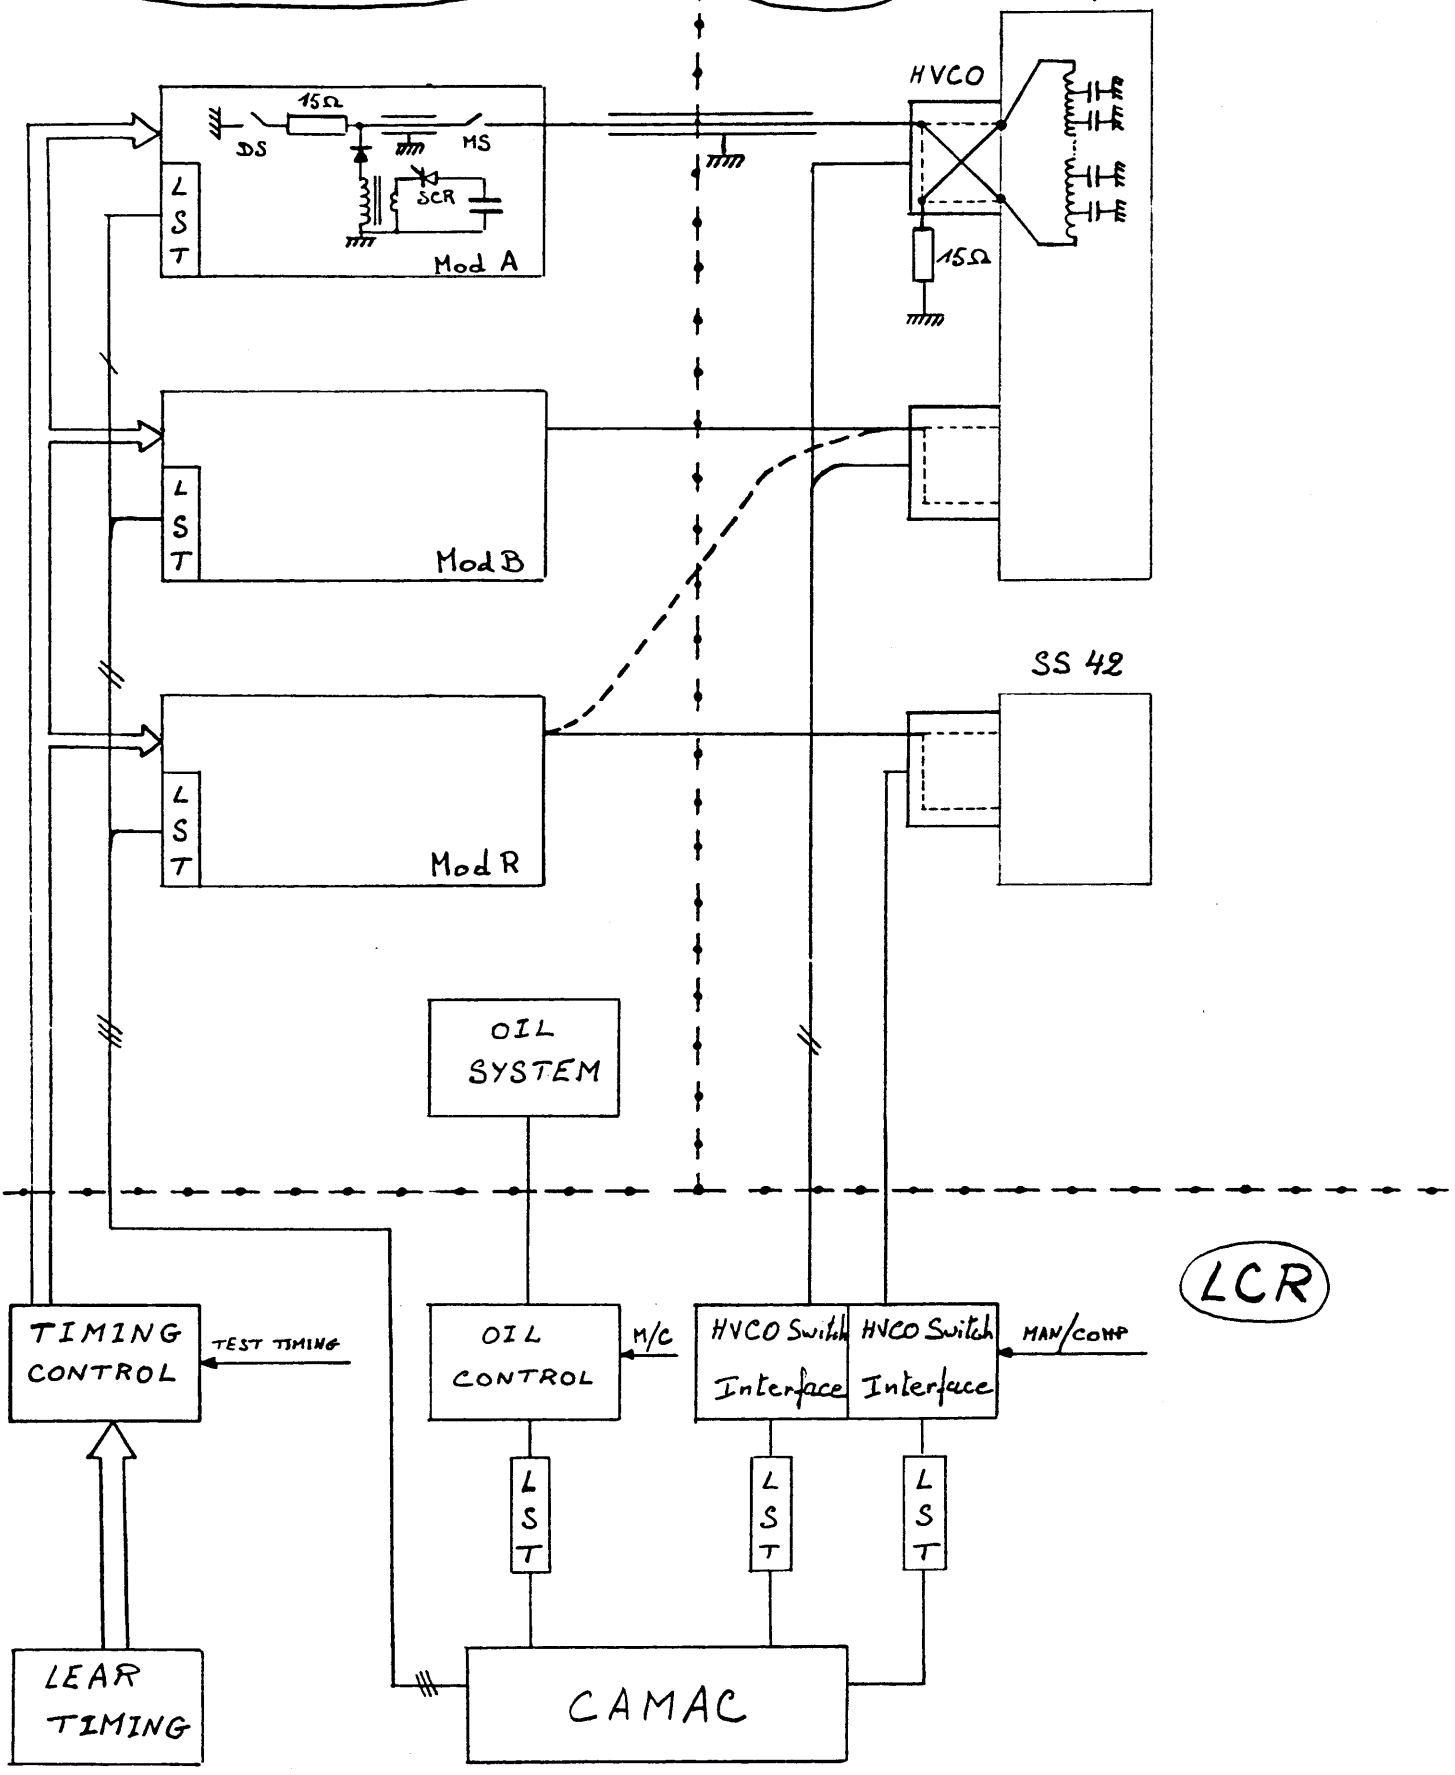 HVCO
15Ω
DS
MS
SCR
L
S
T
Mod A
15Ω
L
S
T
Mod B
SS 42
L
S
T
Mod R
OIL
SYSTEM
LCR
TIMING
CONTROL
TEST TIMING
OIL
CONTROL
M/C
HVCO Switch
Interface
HVCO Switch
Interface
MAN/COMP
L
S
T
L
S
T
L
S
T
LEAR
TIMING
CAMAC